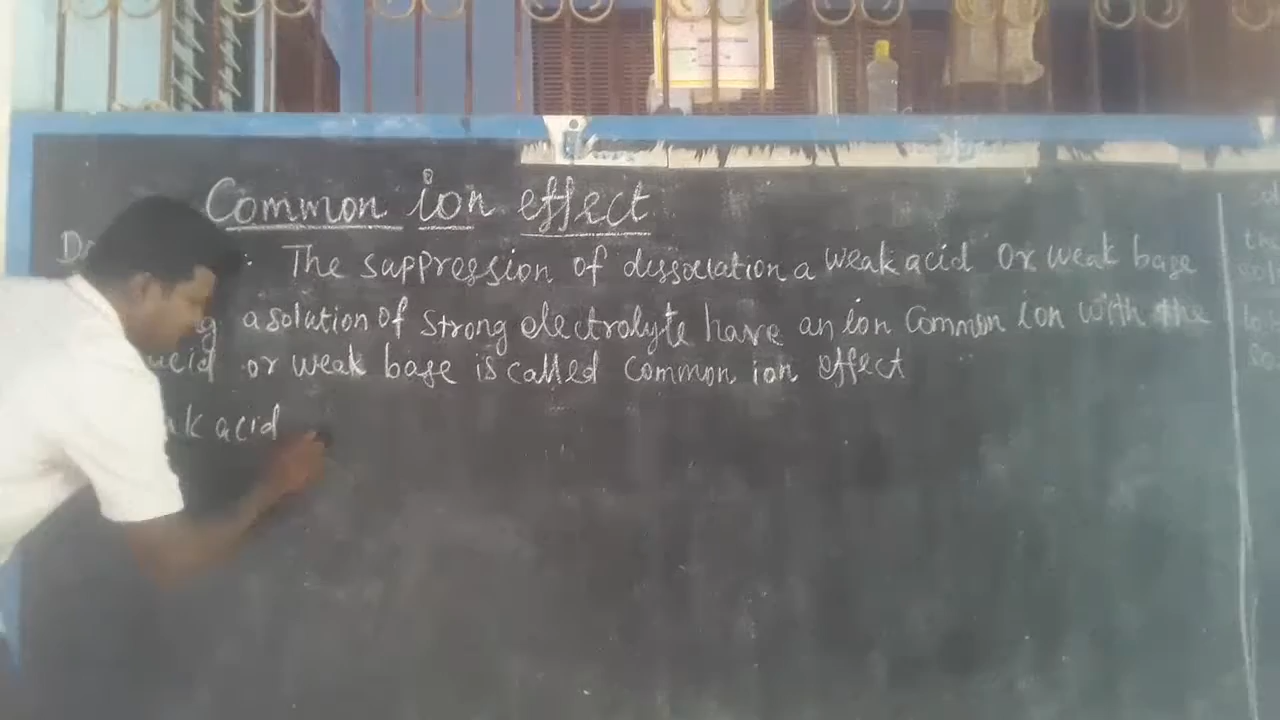 Common ion effect
: The suppression of dissociation a weak acid or weak base
a solution of strong electrolyte have an ion common ion with the
acid or weak base is called common ion effect
acid